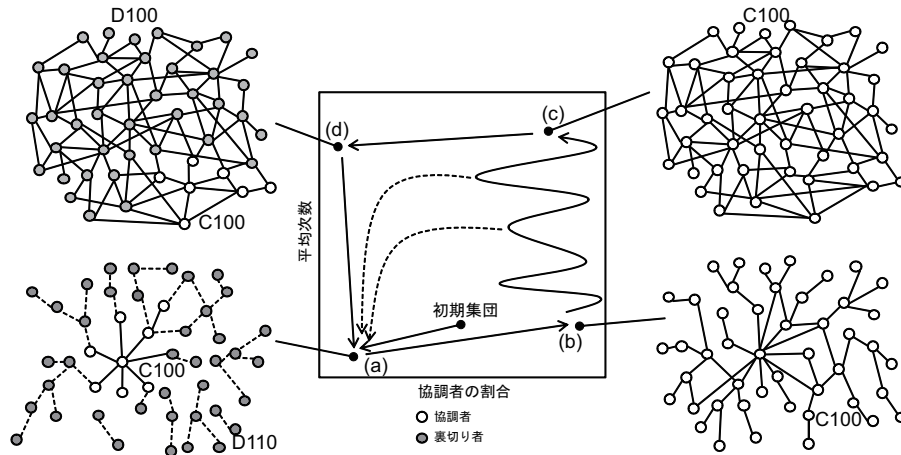 D100
C100
(c)
(d)
C100
平均次数
初期集団
(a)
(b)
C100
D110
C100
協調者の割合
協調者
裏切り者